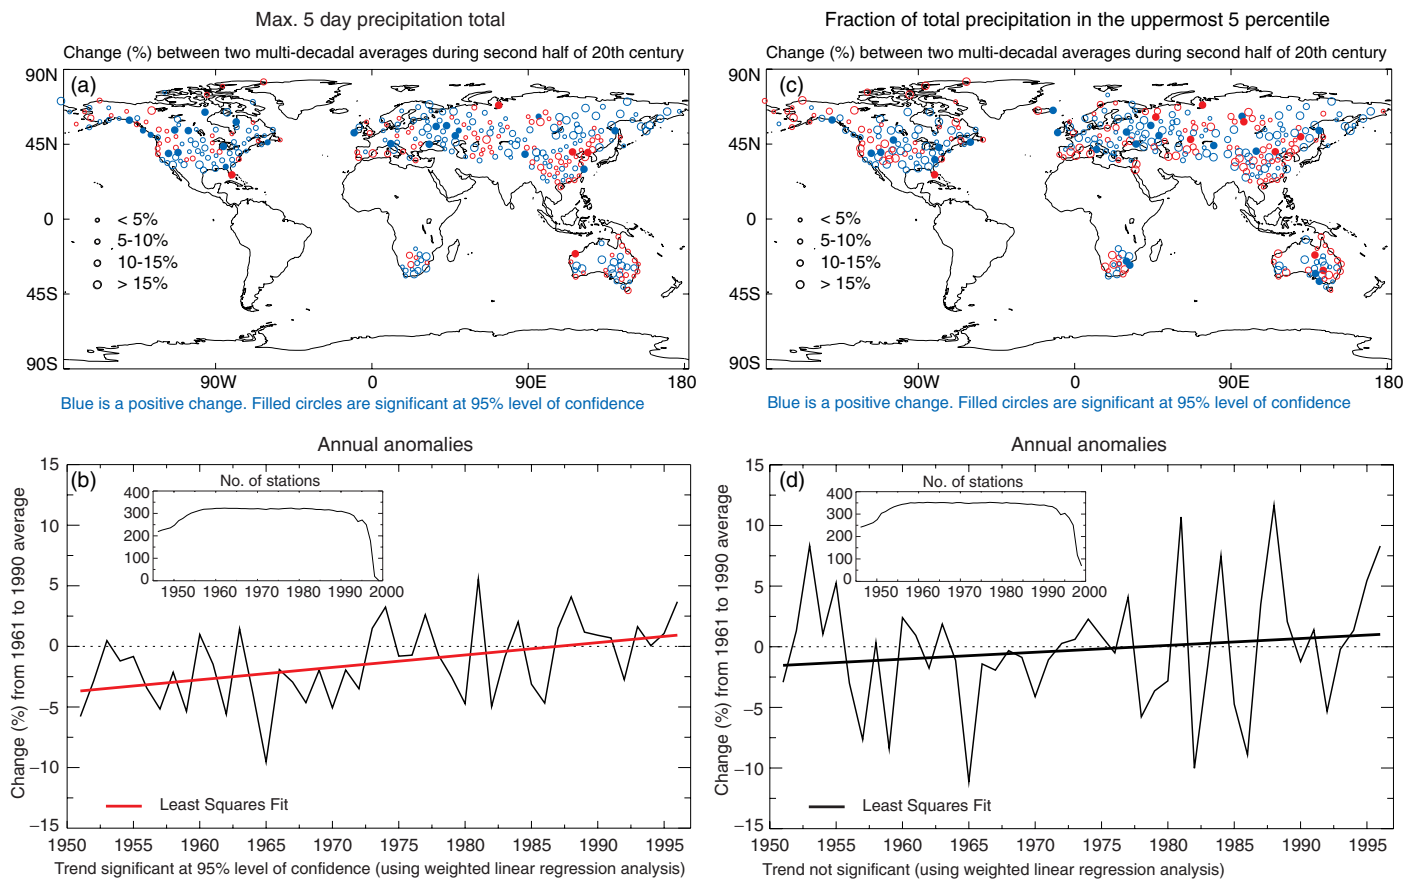 Max. 5 day precipitation total
Change (%) between two multi-decadal averages during second half of 20th century
(a)
90N
45N
0
45S
90S
< 5%
5-10%
10-15%
> 15%
90W
0
90E
180
Blue is a positive change. Filled circles are significant at 95% level of confidence
Fraction of total precipitation in the uppermost 5 percentile
Change (%) between two multi-decadal averages during second half of 20th century
(c)
90N
45N
0
45S
90S
< 5%
5-10%
10-15%
> 15%
90W
0
90E
180
Blue is a positive change. Filled circles are significant at 95% level of confidence
Annual anomalies
(b)
Change (%) from 1961 to 1990 average
15
10
5
0
−5
−10
−15
No. of stations
400
300
200
100
0
1950 1960 1970 1980 1990 2000
Least Squares Fit
1950 1955 1960 1965 1970 1975 1980 1985 1990 1995
Trend significant at 95% level of confidence (using weighted linear regression analysis)
Annual anomalies
(d)
Change (%) from 1961 to 1990 average
15
10
5
0
−5
−10
−15
No. of stations
400
300
200
100
0
1950 1960 1970 1980 1990 2000
Least Squares Fit
1950 1955 1960 1965 1970 1975 1980 1985 1990 1995
Trend not significant (using weighted linear regression analysis)